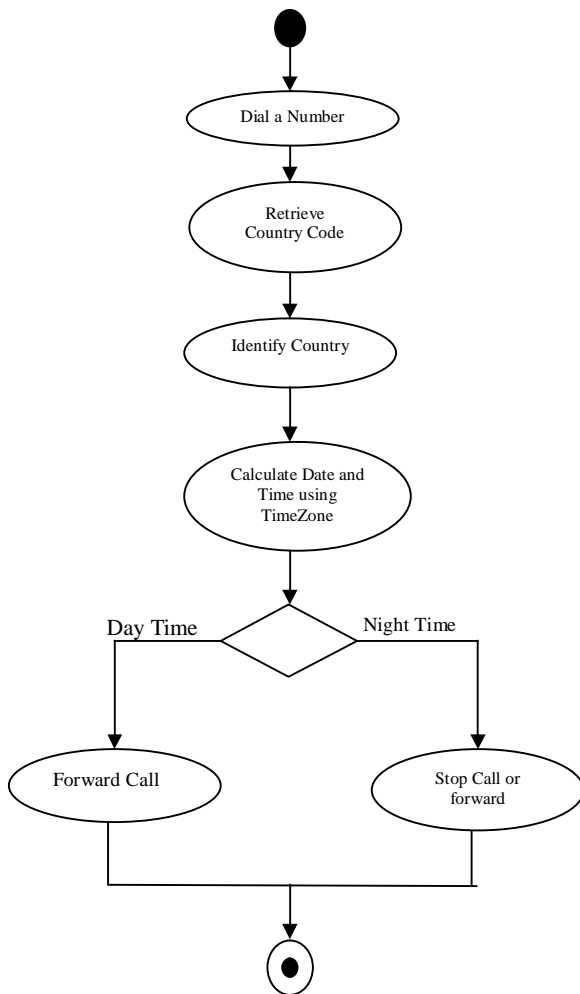 Dial a Number
Retrieve
Country Code
Identify Country
Calculate Date and
Time using
TimeZone
Day Time
Night Time
Forward Call
Stop Call or
forward